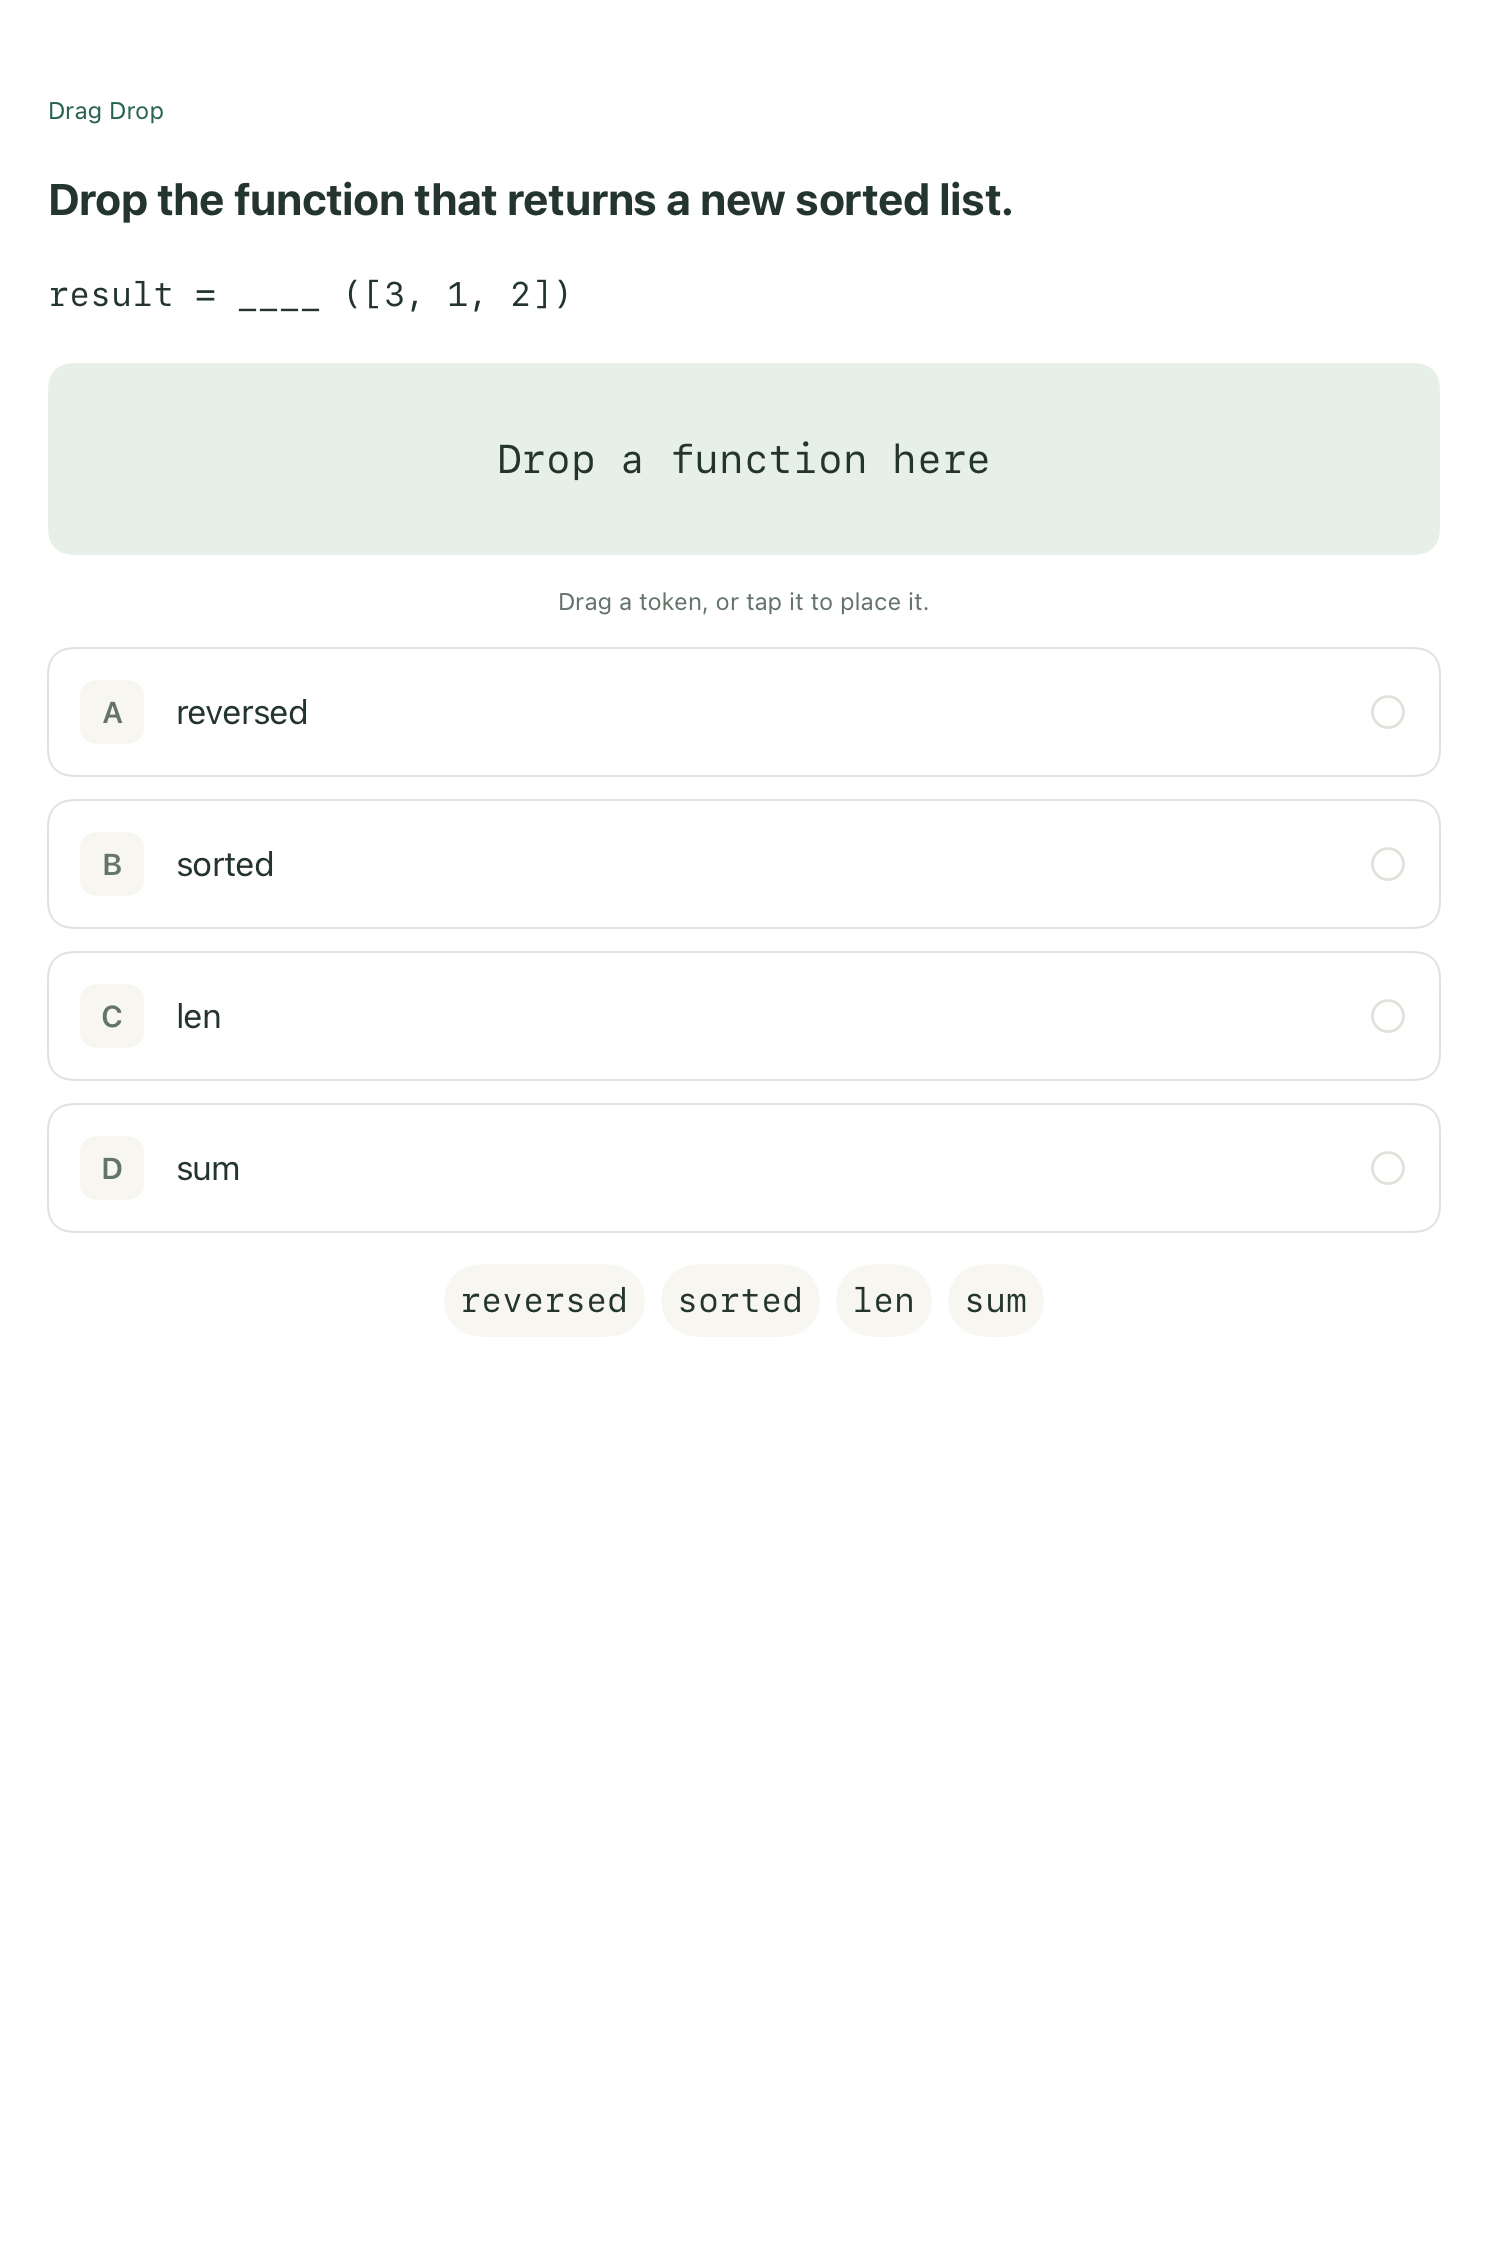 Drag Drop
Drop the function that returns a new sorted list.
result = ____ ([3, 1, 2])
Drop a function here
Drag a token, or tap it to place it.
A reversed
B sorted
C len
D sum
reversed sorted len sum